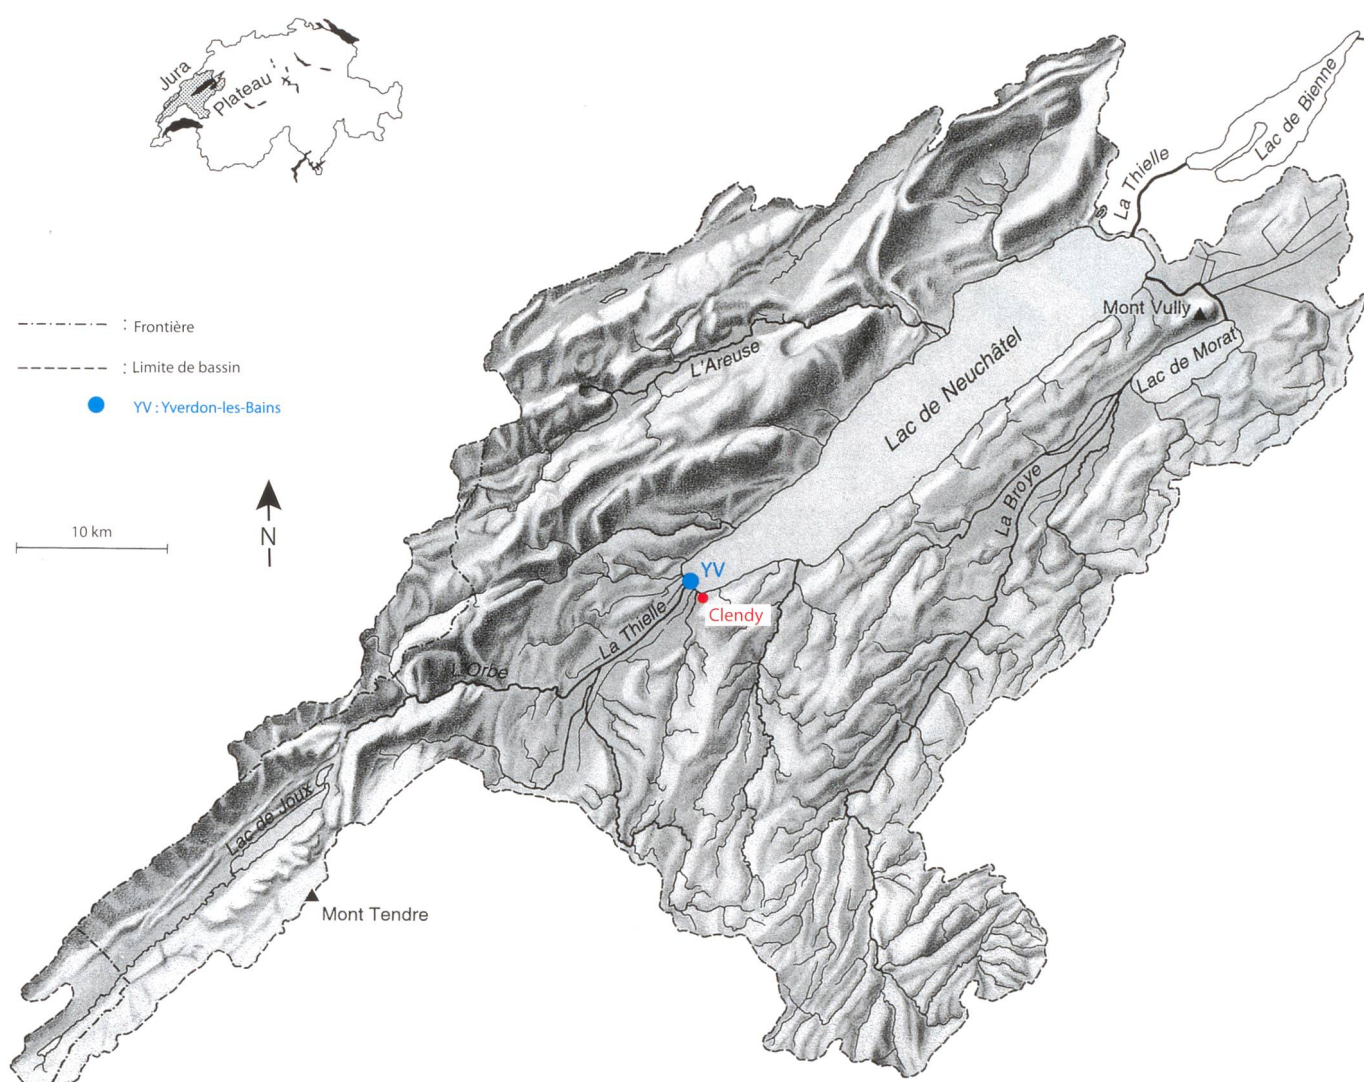 Jura
Plateau
Lac de Bienne
La Thielle
: Frontière
: Limite de bassin
YV : Yverdon-les-Bains
Mont Vully
Lac de Morat
L'Areuse
Lac de Neuchâtel
La Broye
10 km
N
YV
Clendy
La Thielle
L'Orbe
Lac de Joux
Mont Tendre